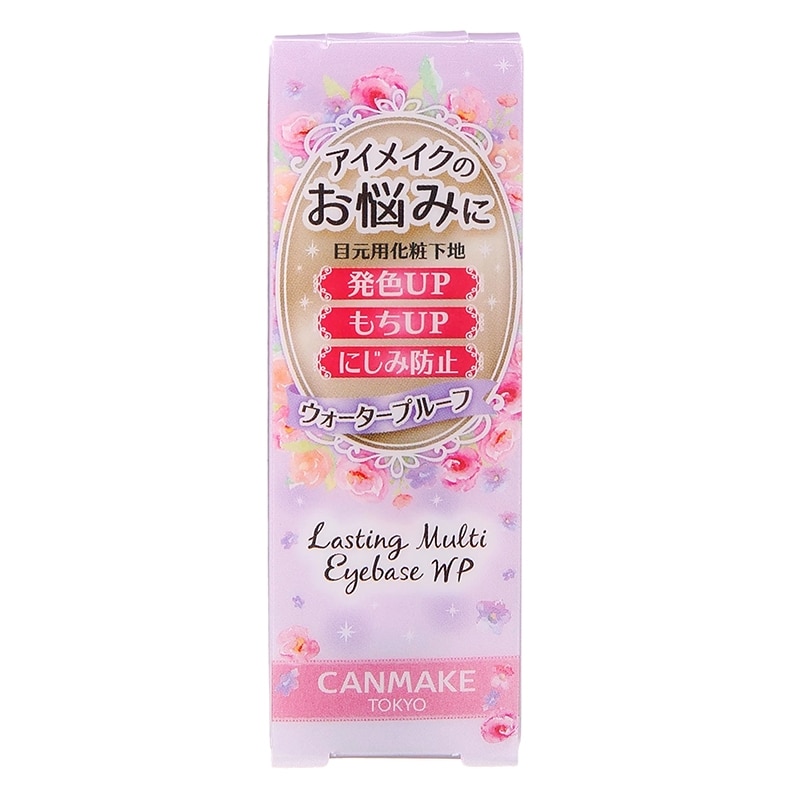 アイメイクの
お悩みに
目元用化粧下地
発色UP
もちUP
にじみ防止
ウォータープルーフ
Lasting Multi
Eyebase WP
CANMAKE
TOKYO